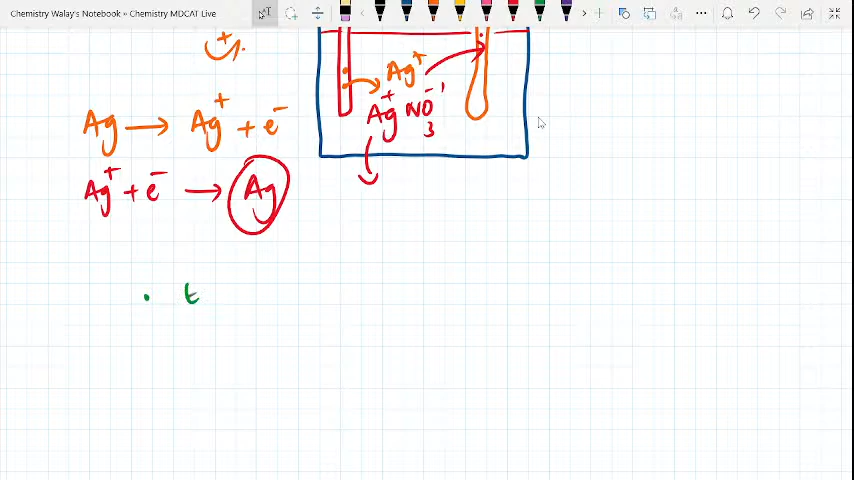 Chemistry Walay's Notebook » Chemistry MDCAT Live
+
Ag⁺
Ag⁺ NO₃⁻¹
Ag → Ag⁺ + e⁻
Ag⁺ + e⁻ → Ag
. t